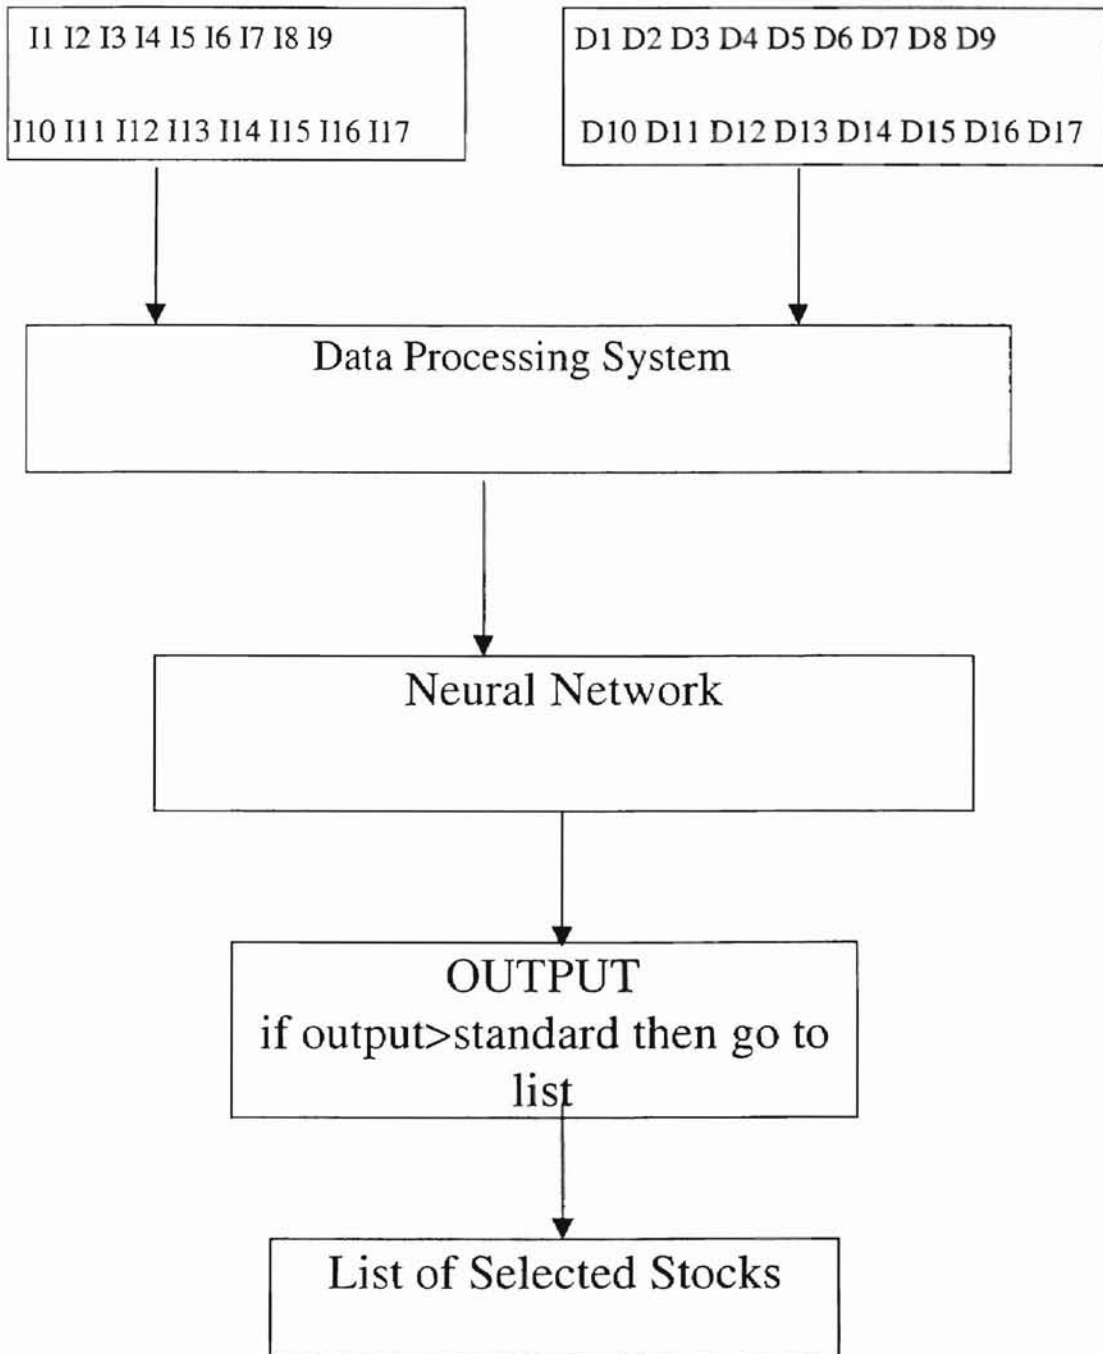 I1 I2 I3 I4 I5 I6 I7 I8 I9
I10 I11 I12 I13 I14 I15 I16 I17
D1 D2 D3 D4 D5 D6 D7 D8 D9
D10 D11 D12 D13 D14 D15 D16 D17
Data Processing System
Neural Network
OUTPUT
if output>standard then go to
list
List of Selected Stocks